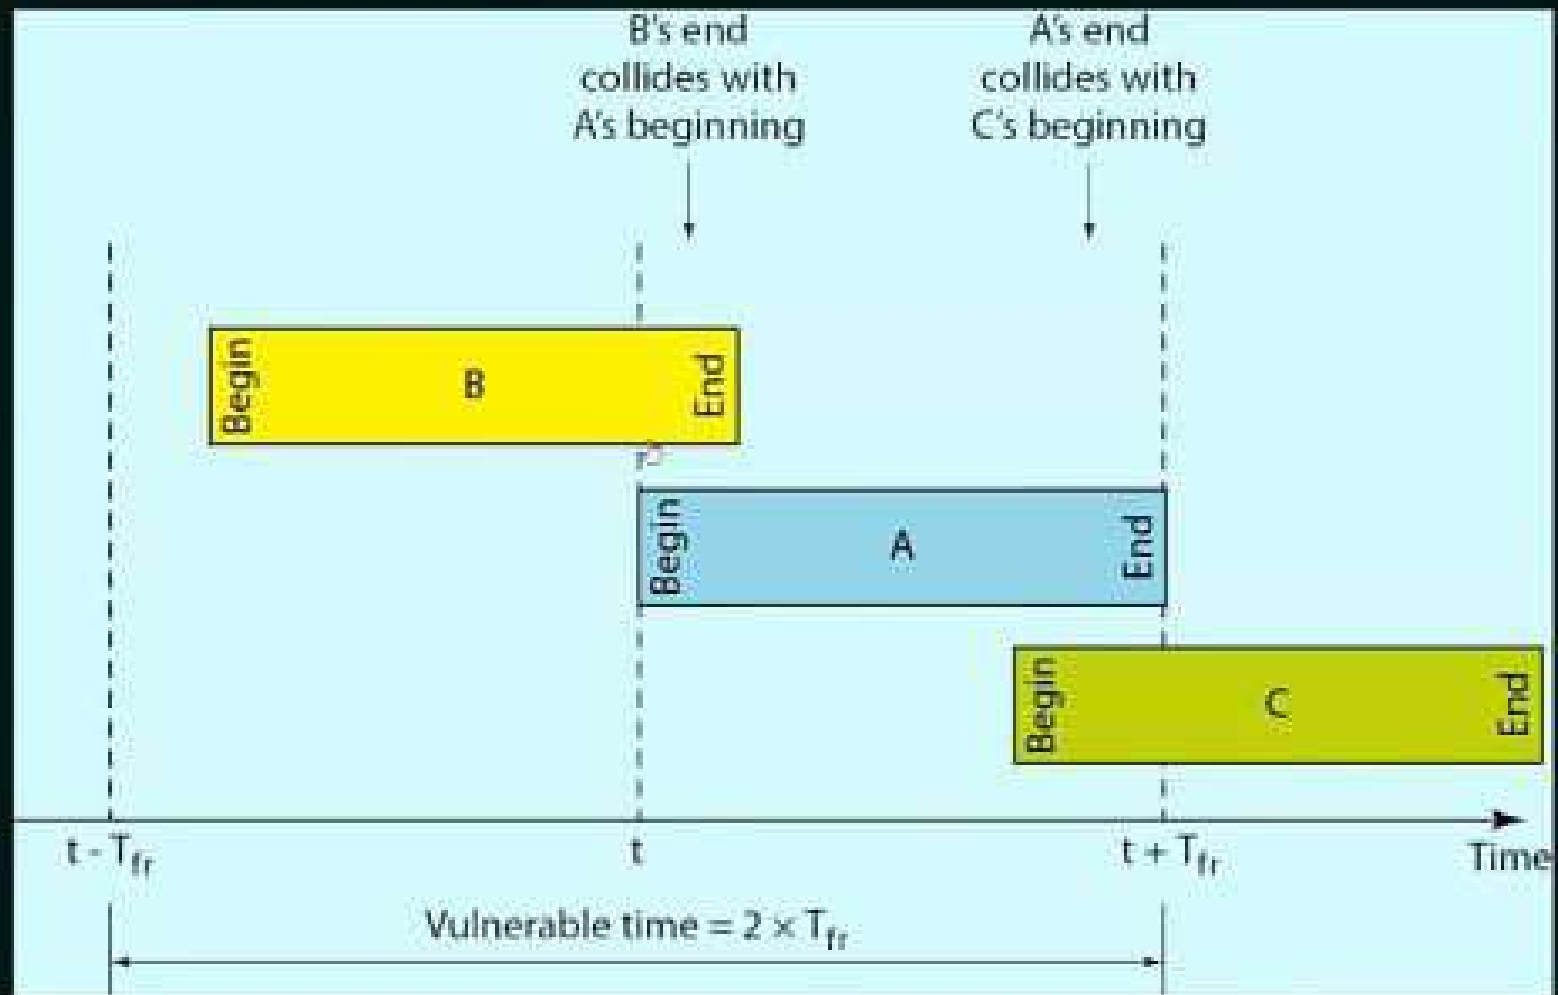 B's end
collides with
A's beginning
A's end
collides with
C's beginning
Begin
B
End
Begin
A
End
Begin
C
End
t - Tfr
t
t + Tfr
Time
Vulnerable time = 2 × Tfr